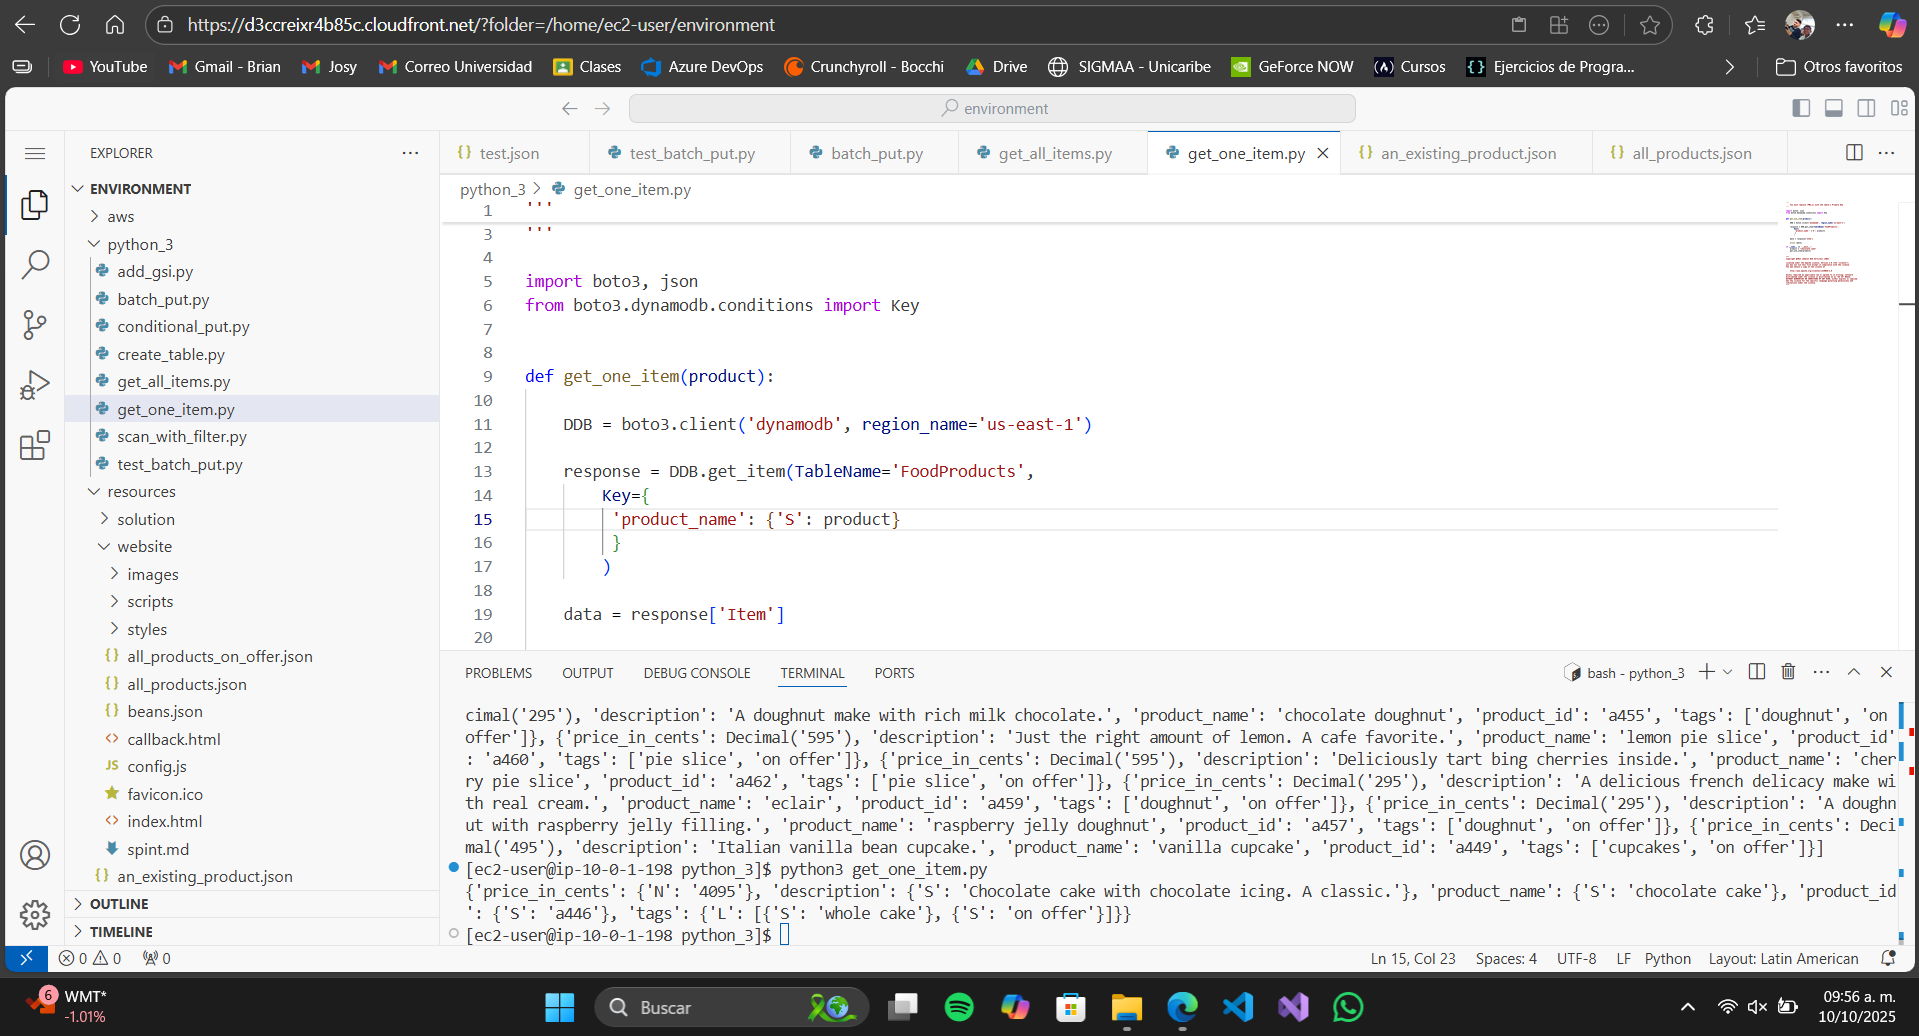 https://d3ccreixr4b85c.cloudfront.net/?folder=/home/ec2-user/environment
YouTube
Gmail - Brian
Josy
Correo Universidad
Clases
Azure DevOps
Crunchyroll - Bocchi
Drive
SIGMAA - Unicaribe
GeForce NOW
Cursos
Ejercicios de Progra...
Otros favoritos
environment
EXPLORER
ENVIRONMENT
aws
python_3
add_gsi.py
batch_put.py
conditional_put.py
create_table.py
get_all_items.py
get_one_item.py
scan_with_filter.py
test_batch_put.py
resources
solution
website
images
scripts
styles
all_products_on_offer.json
all_products.json
beans.json
callback.html
config.js
favicon.ico
index.html
spint.md
an_existing_product.json
OUTLINE
TIMELINE
test.json
test_batch_put.py
batch_put.py
get_all_items.py
get_one_item.py
an_existing_product.json
all_products.json
python_3 > get_one_item.py
1 '''
3 '''
4
5 import boto3, json
6 from boto3.dynamodb.conditions import Key
7
8
9 def get_one_item(product):
10
11 DDB = boto3.client('dynamodb', region_name='us-east-1')
12
13 response = DDB.get_item(TableName='FoodProducts',
14 Key={
15 'product_name': {'S': product}
16 }
17 )
18
19 data = response['Item']
20
PROBLEMS
OUTPUT
DEBUG CONSOLE
TERMINAL
PORTS
bash - python_3
cimal('295'), 'description': 'A doughnut make with rich milk chocolate.', 'product_name': 'chocolate doughnut', 'product_id': 'a455', 'tags': ['doughnut', 'on
offer']}, {'price_in_cents': Decimal('595'), 'description': 'Just the right amount of lemon. A cafe favorite.', 'product_name': 'lemon pie slice', 'product_id'
: 'a460', 'tags': ['pie slice', 'on offer']}, {'price_in_cents': Decimal('595'), 'description': 'Deliciously tart bing cherries inside.', 'product_name': 'cher
ry pie slice', 'product_id': 'a462', 'tags': ['pie slice', 'on offer']}, {'price_in_cents': Decimal('295'), 'description': 'A delicious french delicacy make wi
th real cream.', 'product_name': 'eclair', 'product_id': 'a459', 'tags': ['doughnut', 'on offer']}, {'price_in_cents': Decimal('295'), 'description': 'A doughn
ut with raspberry jelly filling.', 'product_name': 'raspberry jelly doughnut', 'product_id': 'a457', 'tags': ['doughnut', 'on offer']}, {'price_in_cents': Deci
mal('495'), 'description': 'Italian vanilla bean cupcake.', 'product_name': 'vanilla cupcake', 'product_id': 'a449', 'tags': ['cupcakes', 'on offer']}]
[ec2-user@ip-10-0-1-198 python_3]$ python3 get_one_item.py
{'price_in_cents': {'N': '4095'}, 'description': {'S': 'Chocolate cake with chocolate icing. A classic.'}, 'product_name': {'S': 'chocolate cake'}, 'product_id
': {'S': 'a446'}, 'tags': {'L': [{'S': 'whole cake'}, {'S': 'on offer'}]}}
[ec2-user@ip-10-0-1-198 python_3]$
0 0 0
Ln 15, Col 23
Spaces: 4
UTF-8
LF
Python
Layout: Latin American
6
WMT*
-1.01%
Buscar
09:56 a. m.
10/10/2025